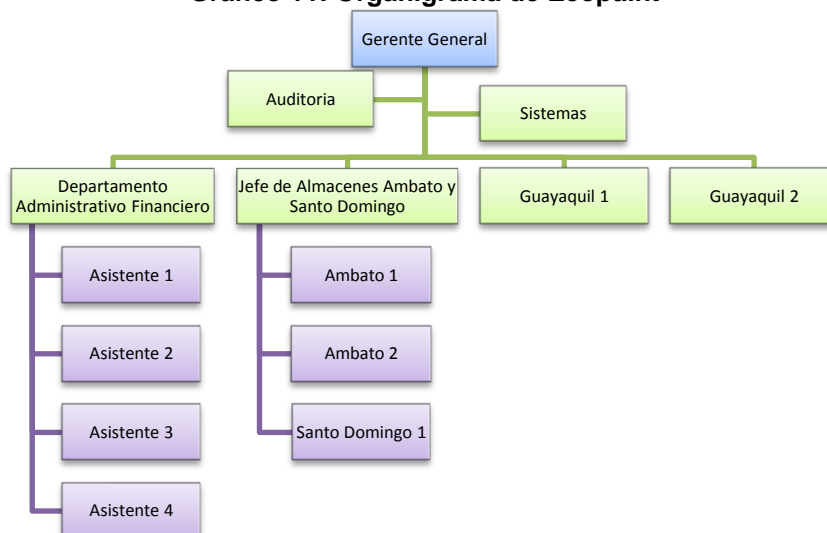 Gerente General
Auditoria
Sistemas
Departamento
Administrativo Financiero
Jefe de Almacenes Ambato y
Santo Domingo
Guayaquil 1
Guayaquil 2
Asistente 1
Ambato 1
Asistente 2
Ambato 2
Asistente 3
Santo Domingo 1
Asistente 4